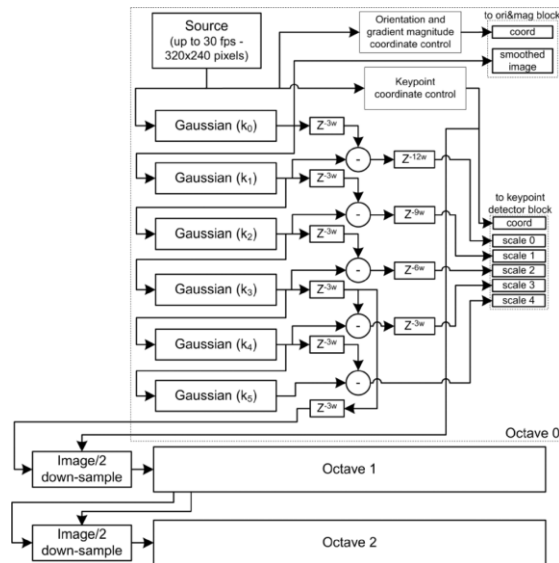 Source
(up to 30 fps -
320x240 pixels)
Orientation and
gradient magnitude
coordinate control
to ori&mag block
coord
smoothed
image
Keypoint
coordinate control
Gaussian (k0)
Z-3w
-
Z-12w
Gaussian (k1)
Z-3w
to keypoint
detector block
coord
-
Z-9w
Gaussian (k2)
Z-3w
scale 0
scale 1
-
Z-6w
scale 2
Gaussian (k3)
Z-3w
scale 3
scale 4
-
Z-3w
Gaussian (k4)
Z-3w
-
Gaussian (k5)
Z-3w
Octave 0
Image/2
down-sample
Octave 1
Image/2
down-sample
Octave 2